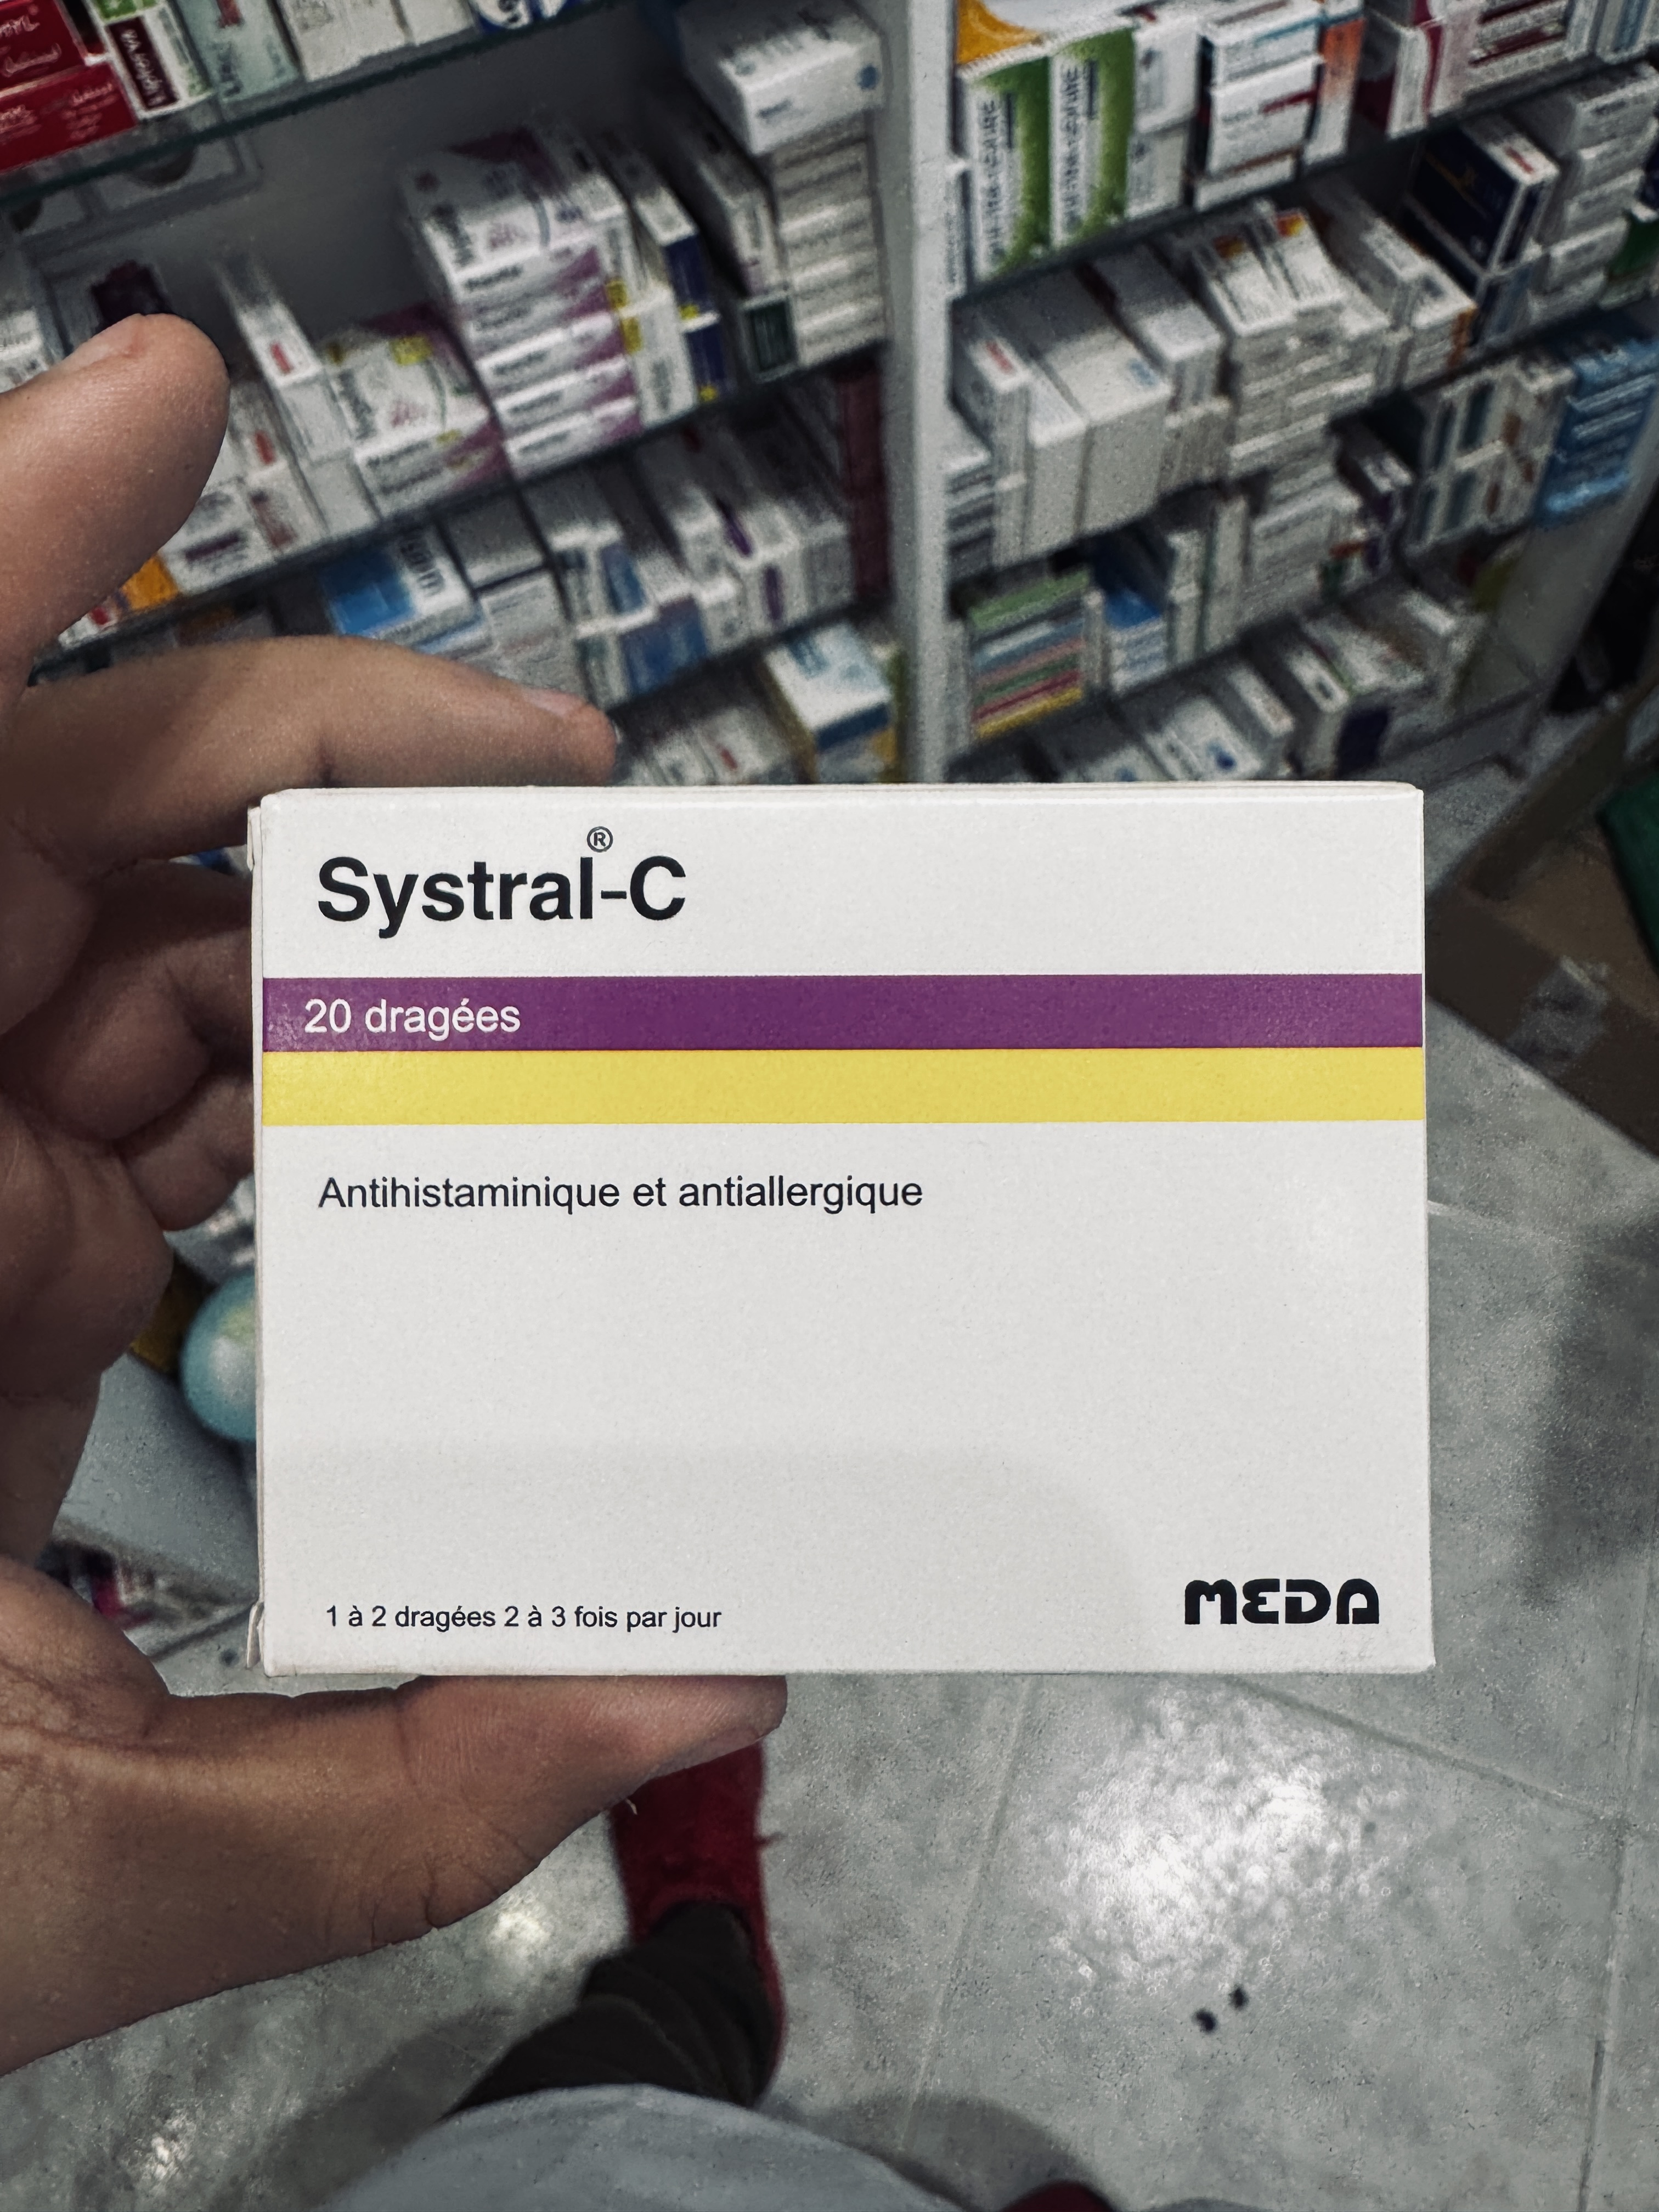 Systral®-C
20 dragées
Antihistaminique et antiallergique
1 à 2 dragées 2 à 3 fois par jour
MEDA